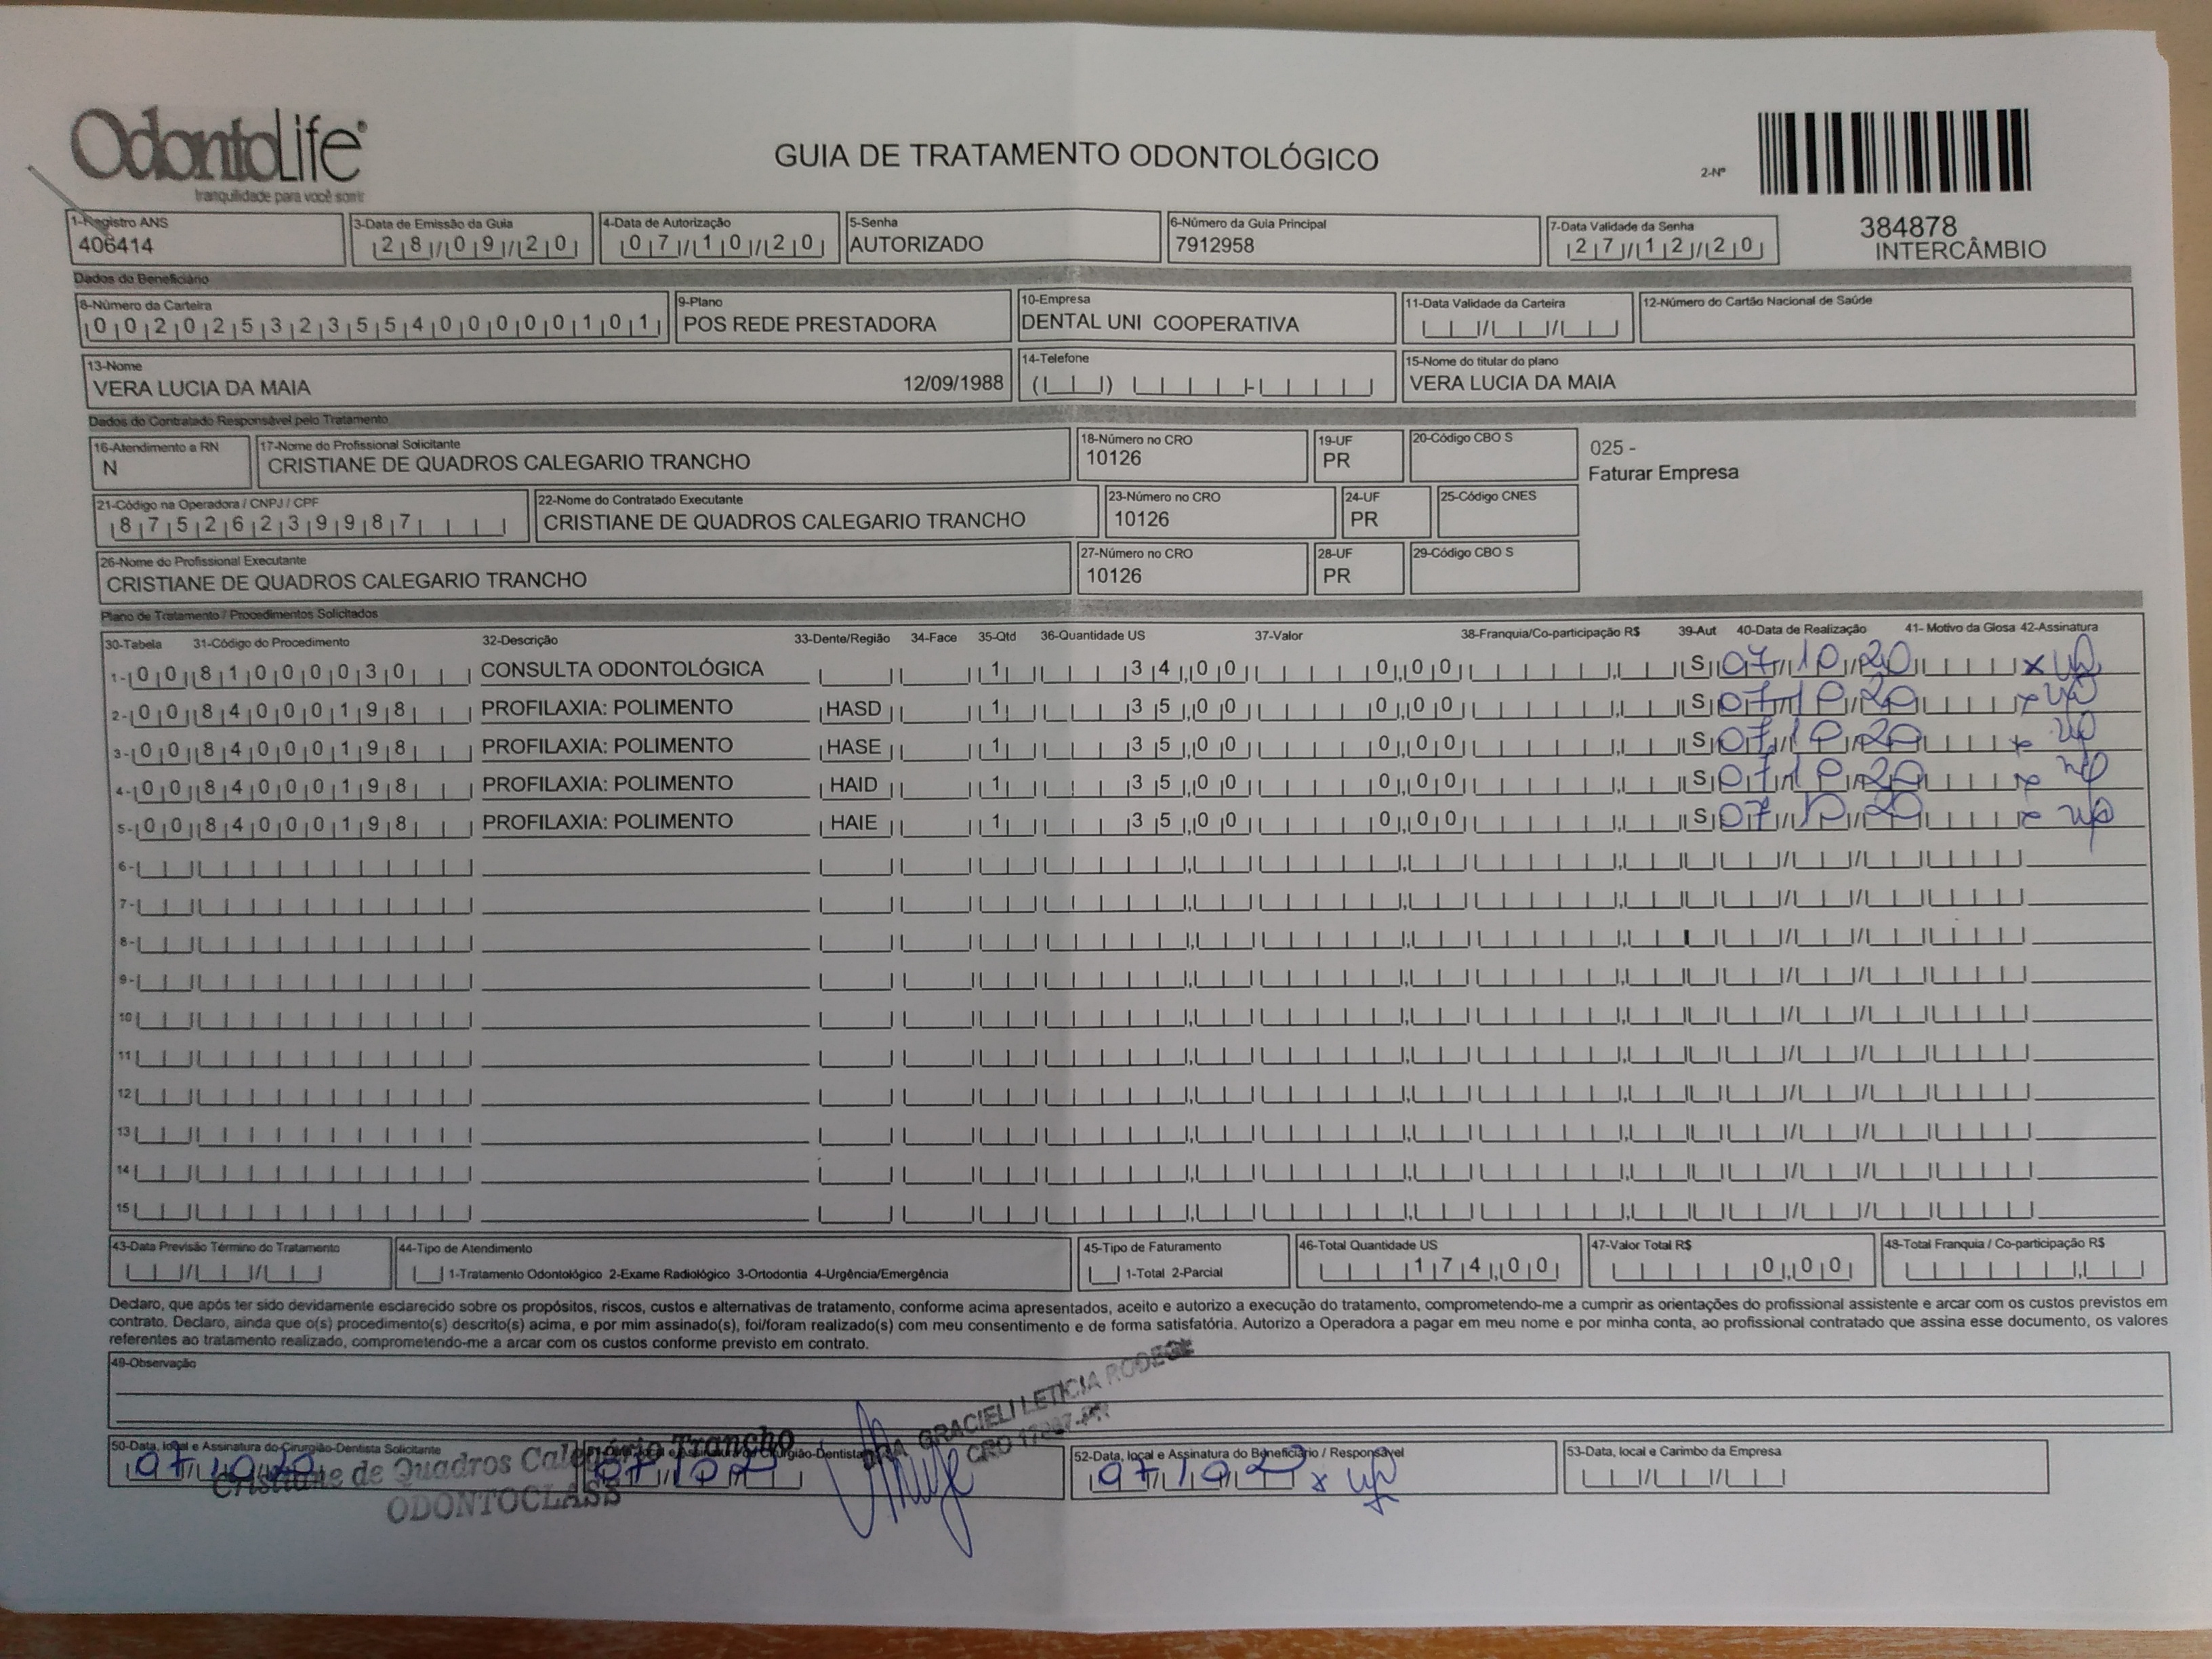 OdontoLife®
tranquilidade para você sorrir
GUIA DE TRATAMENTO ODONTOLÓGICO
2-Nº
384878
INTERCÂMBIO
1-Registro ANS
406414
3-Data de Emissão da Guia
28/09/20
4-Data de Autorização
07/10/20
5-Senha
AUTORIZADO
6-Número da Guia Principal
7912958
7-Data Validade da Senha
27/12/20
Dados do Beneficiário
8-Número da Carteira
00202532355400000101
9-Plano
POS REDE PRESTADORA
10-Empresa
DENTAL UNI COOPERATIVA
11-Data Validade da Carteira
12-Número do Cartão Nacional de Saúde
13-Nome
VERA LUCIA DA MAIA 12/09/1988
14-Telefone
15-Nome do titular do plano
VERA LUCIA DA MAIA
Dados do Contratado Responsável pelo Tratamento
16-Atendimento a RN
N
17-Nome do Profissional Solicitante
CRISTIANE DE QUADROS CALEGARIO TRANCHO
18-Número no CRO
10126
19-UF
PR
20-Código CBO S
025 -
Faturar Empresa
21-Código na Operadora / CNPJ / CPF
87526239987
22-Nome do Contratado Executante
CRISTIANE DE QUADROS CALEGARIO TRANCHO
23-Número no CRO
10126
24-UF
PR
25-Código CNES
26-Nome do Profissional Executante
CRISTIANE DE QUADROS CALEGARIO TRANCHO
27-Número no CRO
10126
28-UF
PR
29-Código CBO S
Plano de Tratamento / Procedimentos Solicitados
30-Tabela 31-Código do Procedimento 32-Descrição 33-Dente/Região 34-Face 35-Qtd 36-Quantidade US 37-Valor 38-Franquia/Co-participação R$ 39-Aut 40-Data de Realização 41- Motivo da Glosa 42-Assinatura
1- 00 81000030 CONSULTA ODONTOLÓGICA 1 34,00 0,00 S 07/10/20 x
2- 00 84000198 PROFILAXIA: POLIMENTO HASD 1 35,00 0,00 S 07/10/20 x
3- 00 84000198 PROFILAXIA: POLIMENTO HASE 1 35,00 0,00 S 07/10/20 x
4- 00 84000198 PROFILAXIA: POLIMENTO HAID 1 35,00 0,00 S 07/10/20 x
5- 00 84000198 PROFILAXIA: POLIMENTO HAIE 1 35,00 0,00 S 07/10/20 x
6-
7-
8-
9-
10
11
12
13
14
15
43-Data Previsão Término do Tratamento
44-Tipo de Atendimento
1-Tratamento Odontológico 2-Exame Radiológico 3-Ortodontia 4-Urgência/Emergência
45-Tipo de Faturamento
1-Total 2-Parcial
46-Total Quantidade US
174,00
47-Valor Total R$
0,00
48-Total Franquia / Co-participação R$
Declaro, que após ter sido devidamente esclarecido sobre os propósitos, riscos, custos e alternativas de tratamento, conforme acima apresentados, aceito e autorizo a execução do tratamento, comprometendo-me a cumprir as orientações do profissional assistente e arcar com os custos previstos em
contrato. Declaro, ainda que o(s) procedimento(s) descrito(s) acima, e por mim assinado(s), foi/foram realizado(s) com meu consentimento e de forma satisfatória. Autorizo a Operadora a pagar em meu nome e por minha conta, ao profissional contratado que assina esse documento, os valores
referentes ao tratamento realizado, comprometendo-me a arcar com os custos conforme previsto em contrato.
49-Observação
GRACIELI LETICIA RODEGE
50-Data, local e Assinatura do Cirurgião-Dentista Solicitante
07/10/20
Cristiane de Quadros Calegário Trancho
ODONTOCLASS
52-Data, local e Assinatura do Beneficiário / Responsável
x
53-Data, local e Carimbo da Empresa